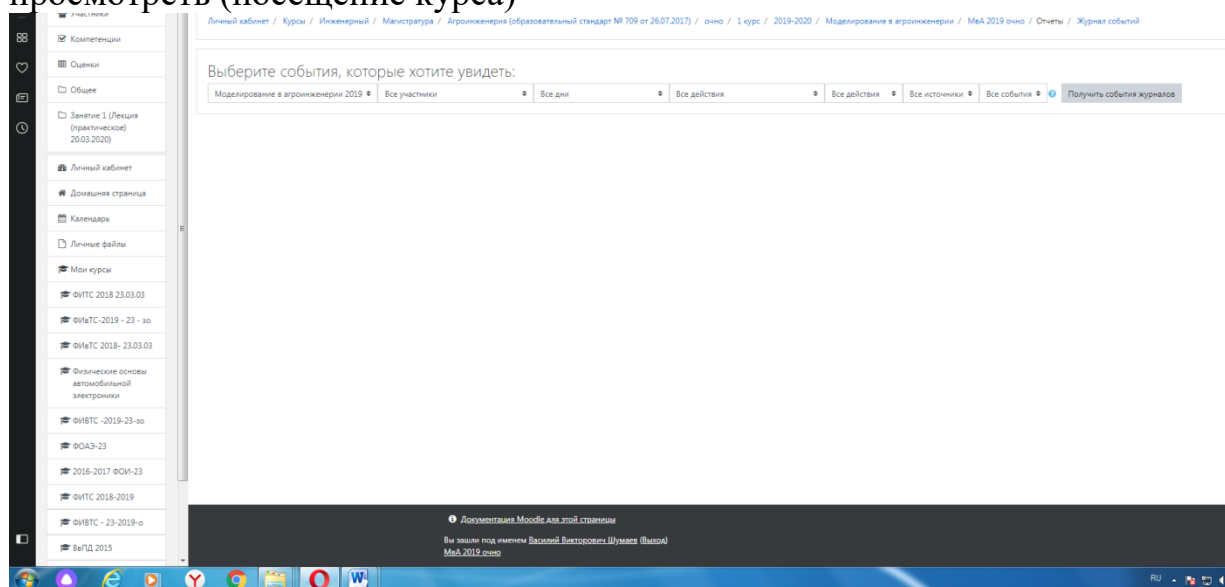 просмотреть (посещение курса)
Участники
Компетенции
Оценки
Общее
Занятие 1 (Лекция
(практическое)
20.03.2020)
Личный кабинет
Домашняя страница
Календарь
Личные файлы
Мои курсы
ФИТС 2018 23.03.03
ФИвТС-2019 - 23 - зо
ФИвТС 2018- 23.03.03
Физические основы
автомобильной
электроники
ФИВТС -2019-23-зо
ФОАЭ-23
2016-2017 ФОИ-23
ФИТС 2018-2019
ФИВТС - 23-2019-о
ВвПД 2015
Личный кабинет / Курсы / Инженерный / Магистратура / Агроинженерия (образовательный стандарт № 709 от 26.07.2017) / очно / 1 курс / 2019-2020 / Моделирование в агроинженерии / МвА 2019 очно / Отчеты / Журнал событий
Выберите события, которые хотите увидеть:
Моделирование в агроинженерии 2019 Все участники Все дни Все действия Все действия Все источники Все события Получить события журналов
Документация Moodle для этой страницы
Вы зашли под именем Василий Викторович Шумаев (Выход)
МвА 2019 очно
RU